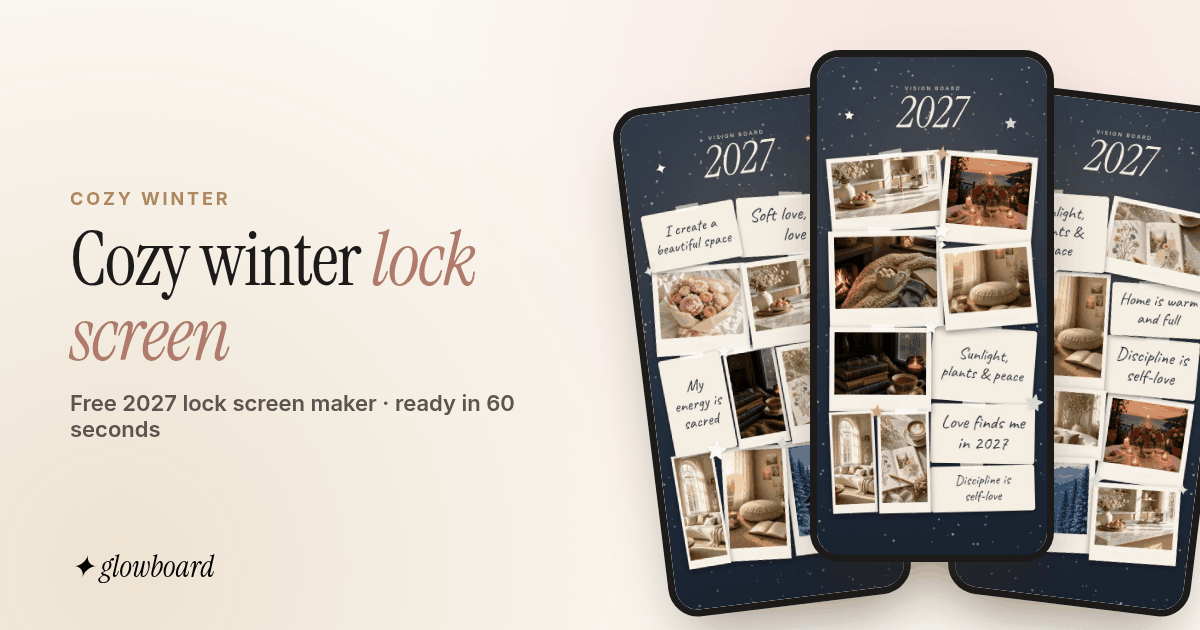 COZY WINTER
Cozy winter lock
screen
Free 2027 lock screen maker · ready in 60
seconds
✦ glowboard
VISION BOARD
2027
I create a
beautiful space
Soft love,
love
My
energy is
sacred
VISION BOARD
2027
Sunlight,
plants & peace
Love finds me
in 2027
Discipline is
self-love
VISION BOARD
2027
Home is warm
and full
Discipline is
self-love